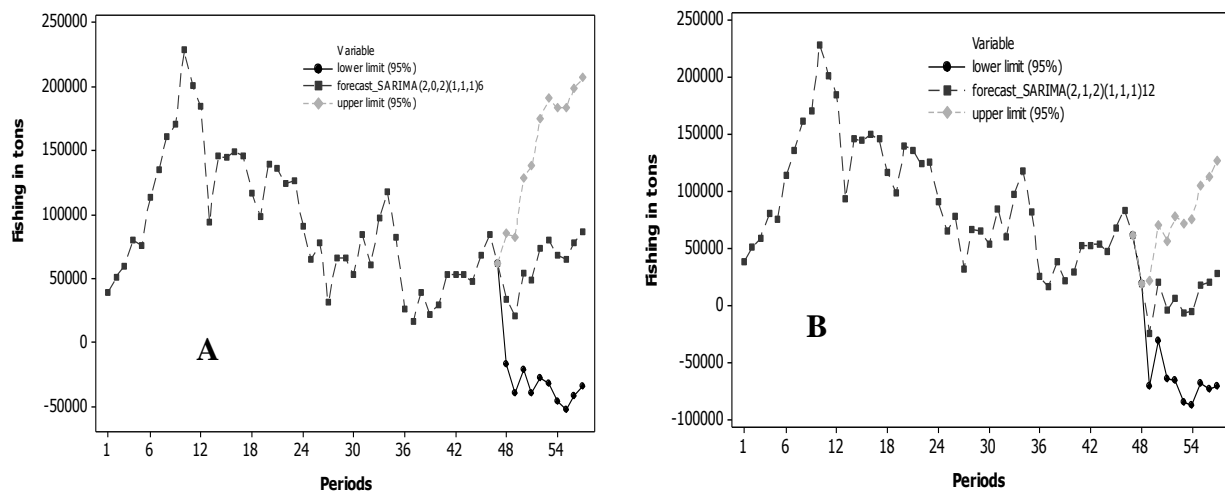 250000
200000
150000
100000
50000
0
-50000
Fishing in tons
Variable
lower limit (95%)
forecast_SARIMA(2,0,2)(1,1,1)6
upper limit (95%)
A
1 6 12 18 24 30 36 42 48 54
Periods
250000
200000
150000
100000
50000
0
-50000
-100000
Fishing in tons
Variable
lower limit (95%)
forecast_SARIMA(2,1,2)(1,1,1)12
upper limit (95%)
B
1 6 12 18 24 30 36 42 48 54
Periods